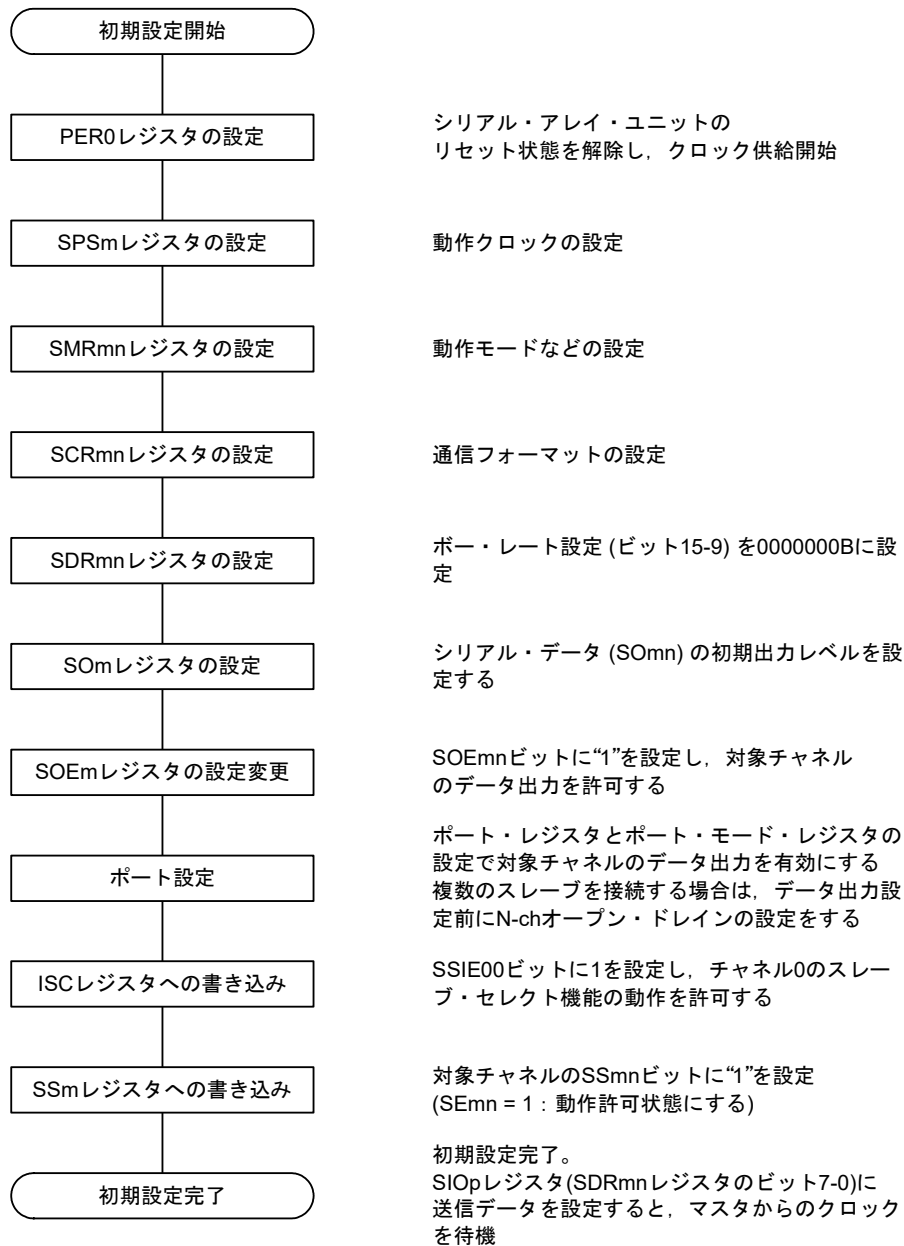 初期設定開始
PER0レジスタの設定
シリアル・アレイ・ユニットの
リセット状態を解除し，クロック供給開始
SPSmレジスタの設定
動作クロックの設定
SMRmnレジスタの設定
動作モードなどの設定
SCRmnレジスタの設定
通信フォーマットの設定
SDRmnレジスタの設定
ボー・レート設定 (ビット15-9) を0000000Bに設
定
SOmレジスタの設定
シリアル・データ (SOmn) の初期出力レベルを設
定する
SOEmレジスタの設定変更
SOEmnビットに“1”を設定し，対象チャネル
のデータ出力を許可する
ポート設定
ポート・レジスタとポート・モード・レジスタの
設定で対象チャネルのデータ出力を有効にする
複数のスレーブを接続する場合は，データ出力設
定前にN-chオープン・ドレインの設定をする
ISCレジスタへの書き込み
SSIE00ビットに1を設定し，チャネル0のスレー
ブ・セレクト機能の動作を許可する
SSmレジスタへの書き込み
対象チャネルのSSmnビットに“1”を設定
(SEmn = 1：動作許可状態にする)
初期設定完了
初期設定完了。
SIOpレジスタ(SDRmnレジスタのビット7-0)に
送信データを設定すると，マスタからのクロック
を待機